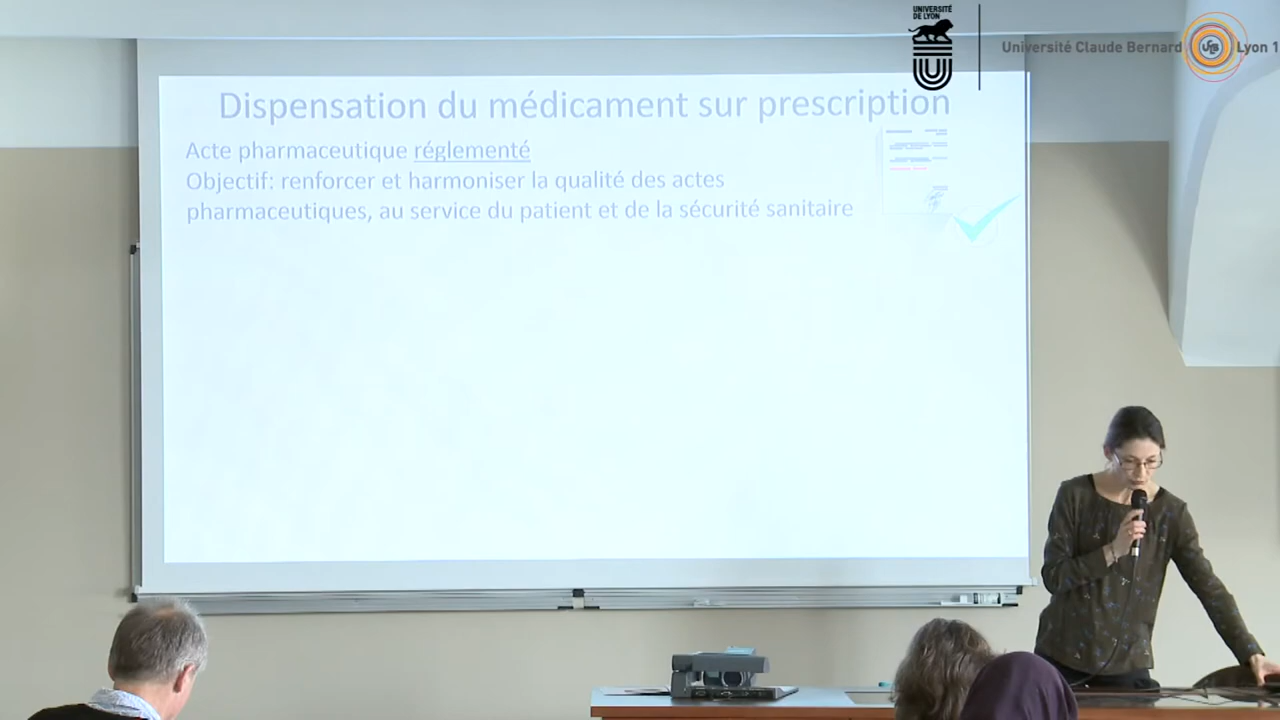 UNIVERSITÉ
DE LYON
Université Claude Bernard Lyon 1
Dispensation du médicament sur prescription
Acte pharmaceutique réglementé
Objectif: renforcer et harmoniser la qualité des actes
pharmaceutiques, au service du patient et de la sécurité sanitaire